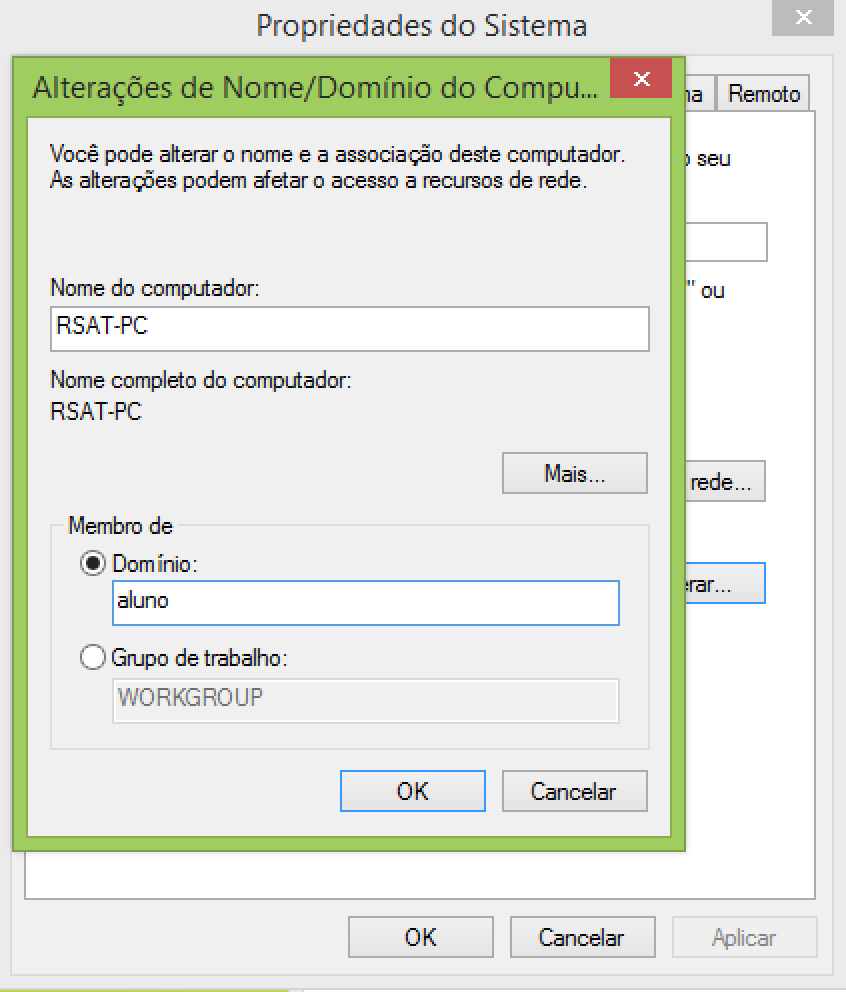 Propriedades do Sistema
Alterações de Nome/Domínio do Compu...
Remoto
Você pode alterar o nome e a associação deste computador.
As alterações podem afetar o acesso a recursos de rede.
seu
" ou
Nome do computador:
RSAT-PC
Nome completo do computador:
RSAT-PC
Mais...
rede...
Membro de
Domínio:
aluno
erar...
Grupo de trabalho:
WORKGROUP
OK
Cancelar
OK
Cancelar
Aplicar